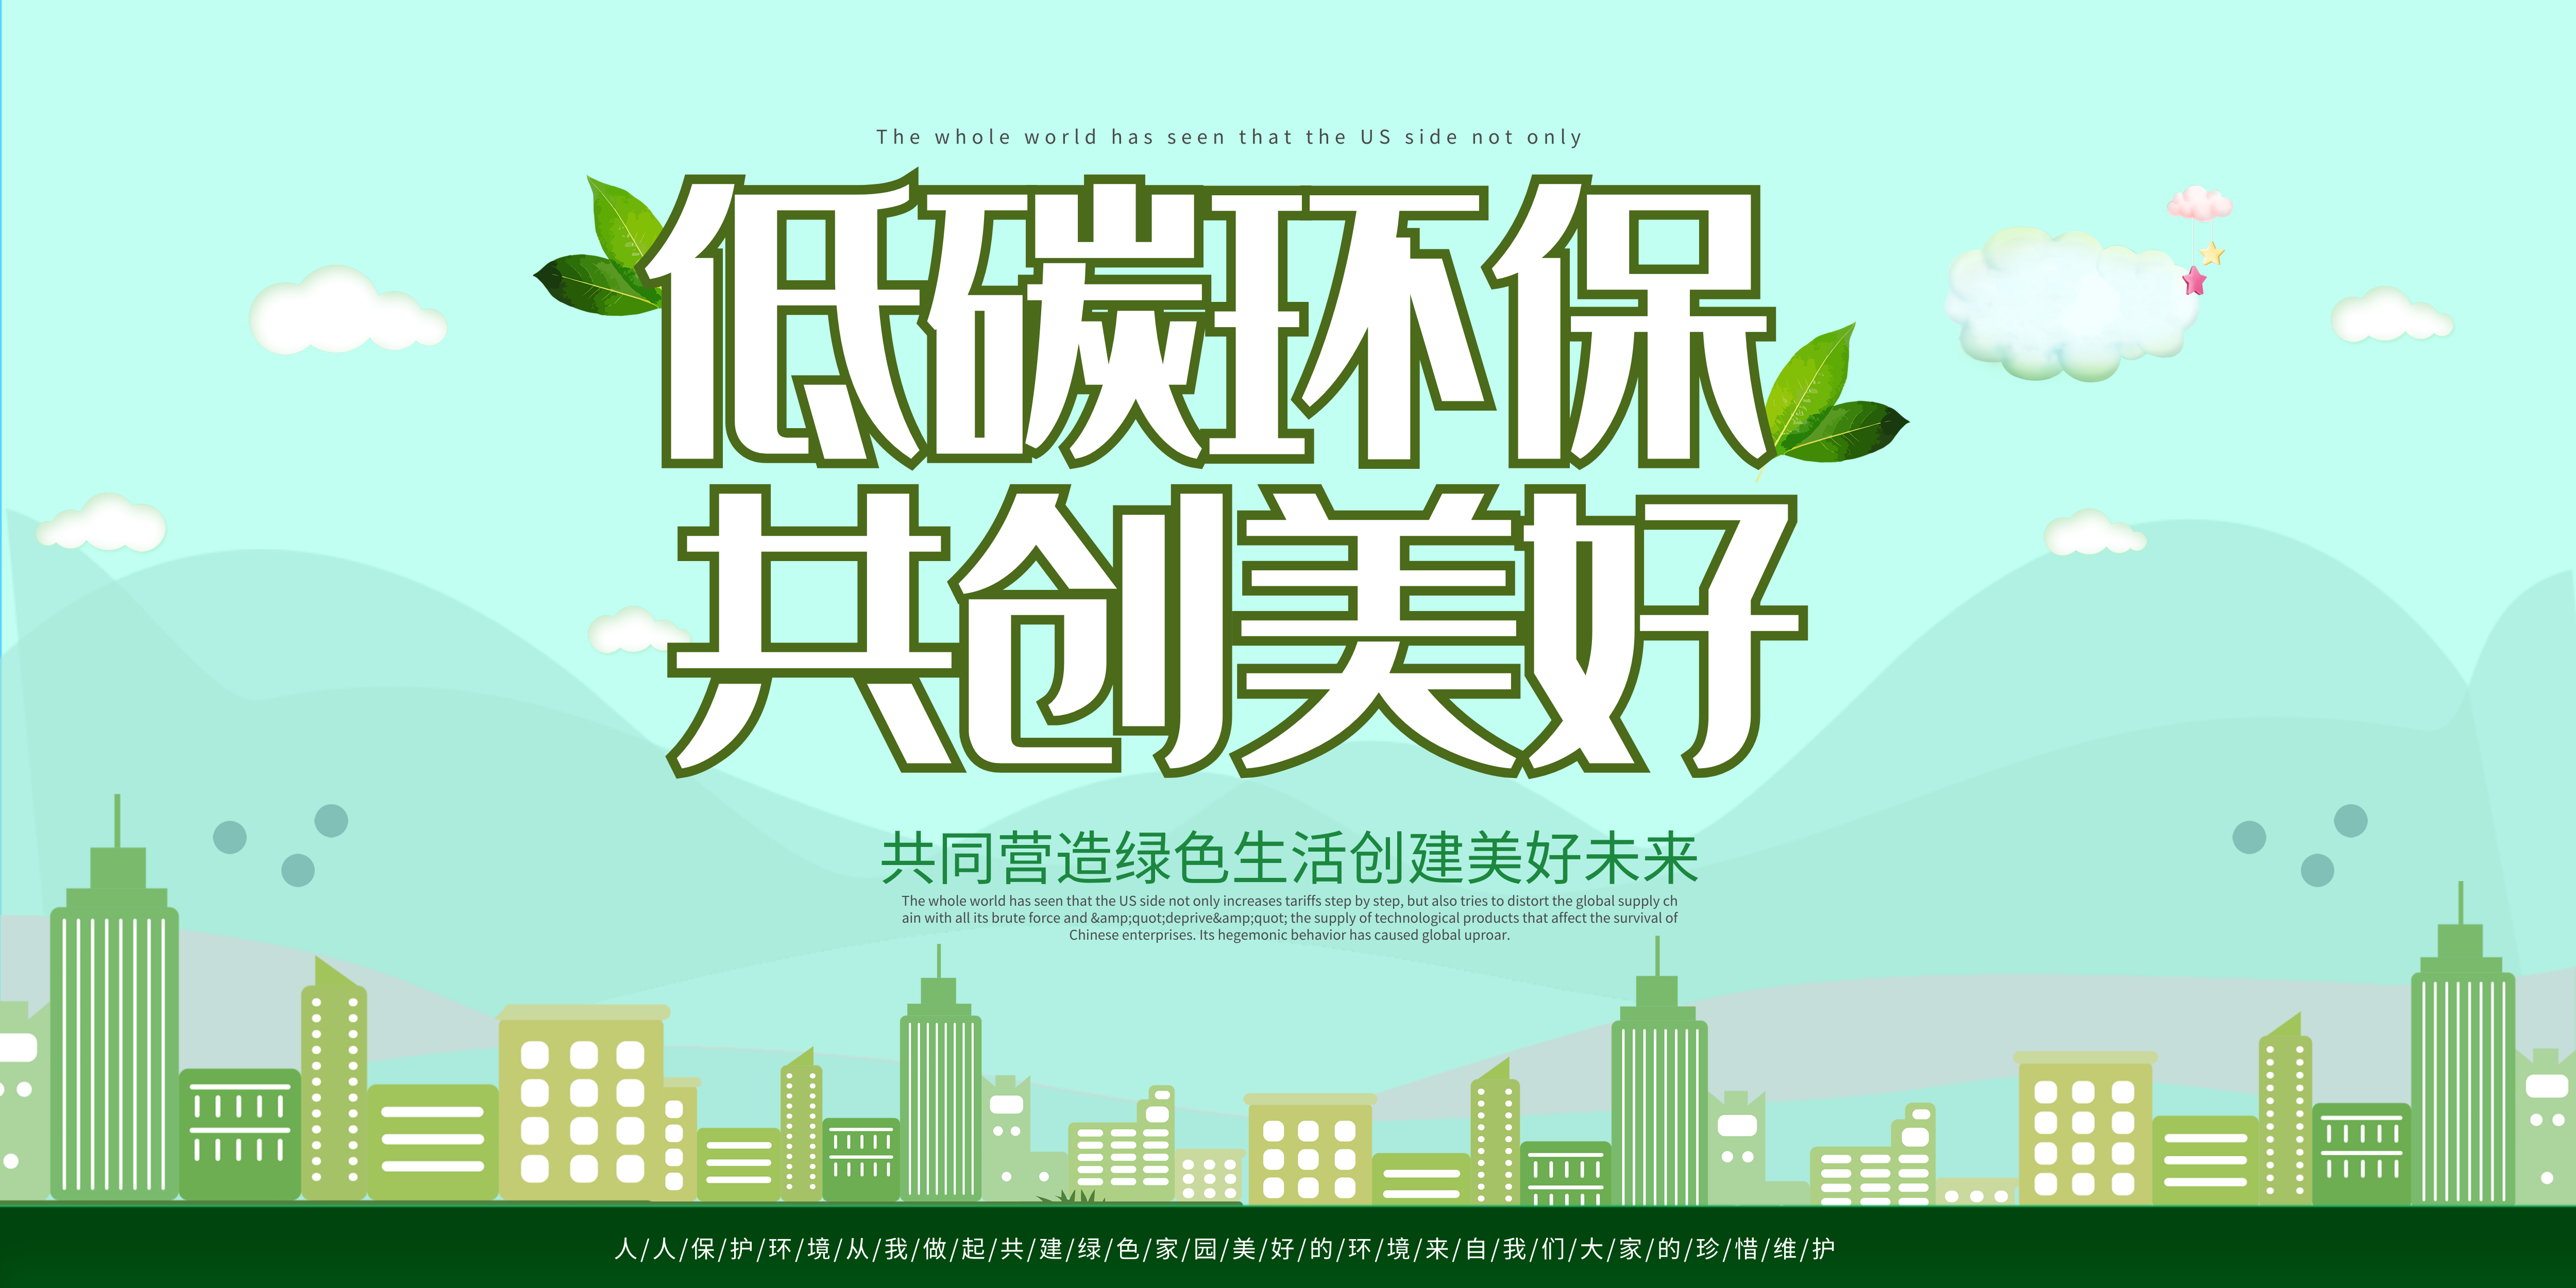 The whole world has seen that the US side not only
低碳环保
共创美好
共同营造绿色生活创建美好未来
The whole world has seen that the US side not only increases tariffs step by step, but also tries to distort the global supply ch
ain with all its brute force and &amp;quot;deprive&amp;quot; the supply of technological products that affect the survival of
Chinese enterprises. Its hegemonic behavior has caused global uproar.
人/人/保/护/环/境/从/我/做/起/共/建/绿/色/家/园/美/好/的/环/境/来/自/我/们/大/家/的/珍/惜/维/护